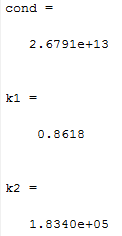 cond =
2.6791e+13
k1 =
0.8618
k2 =
1.8340e+05